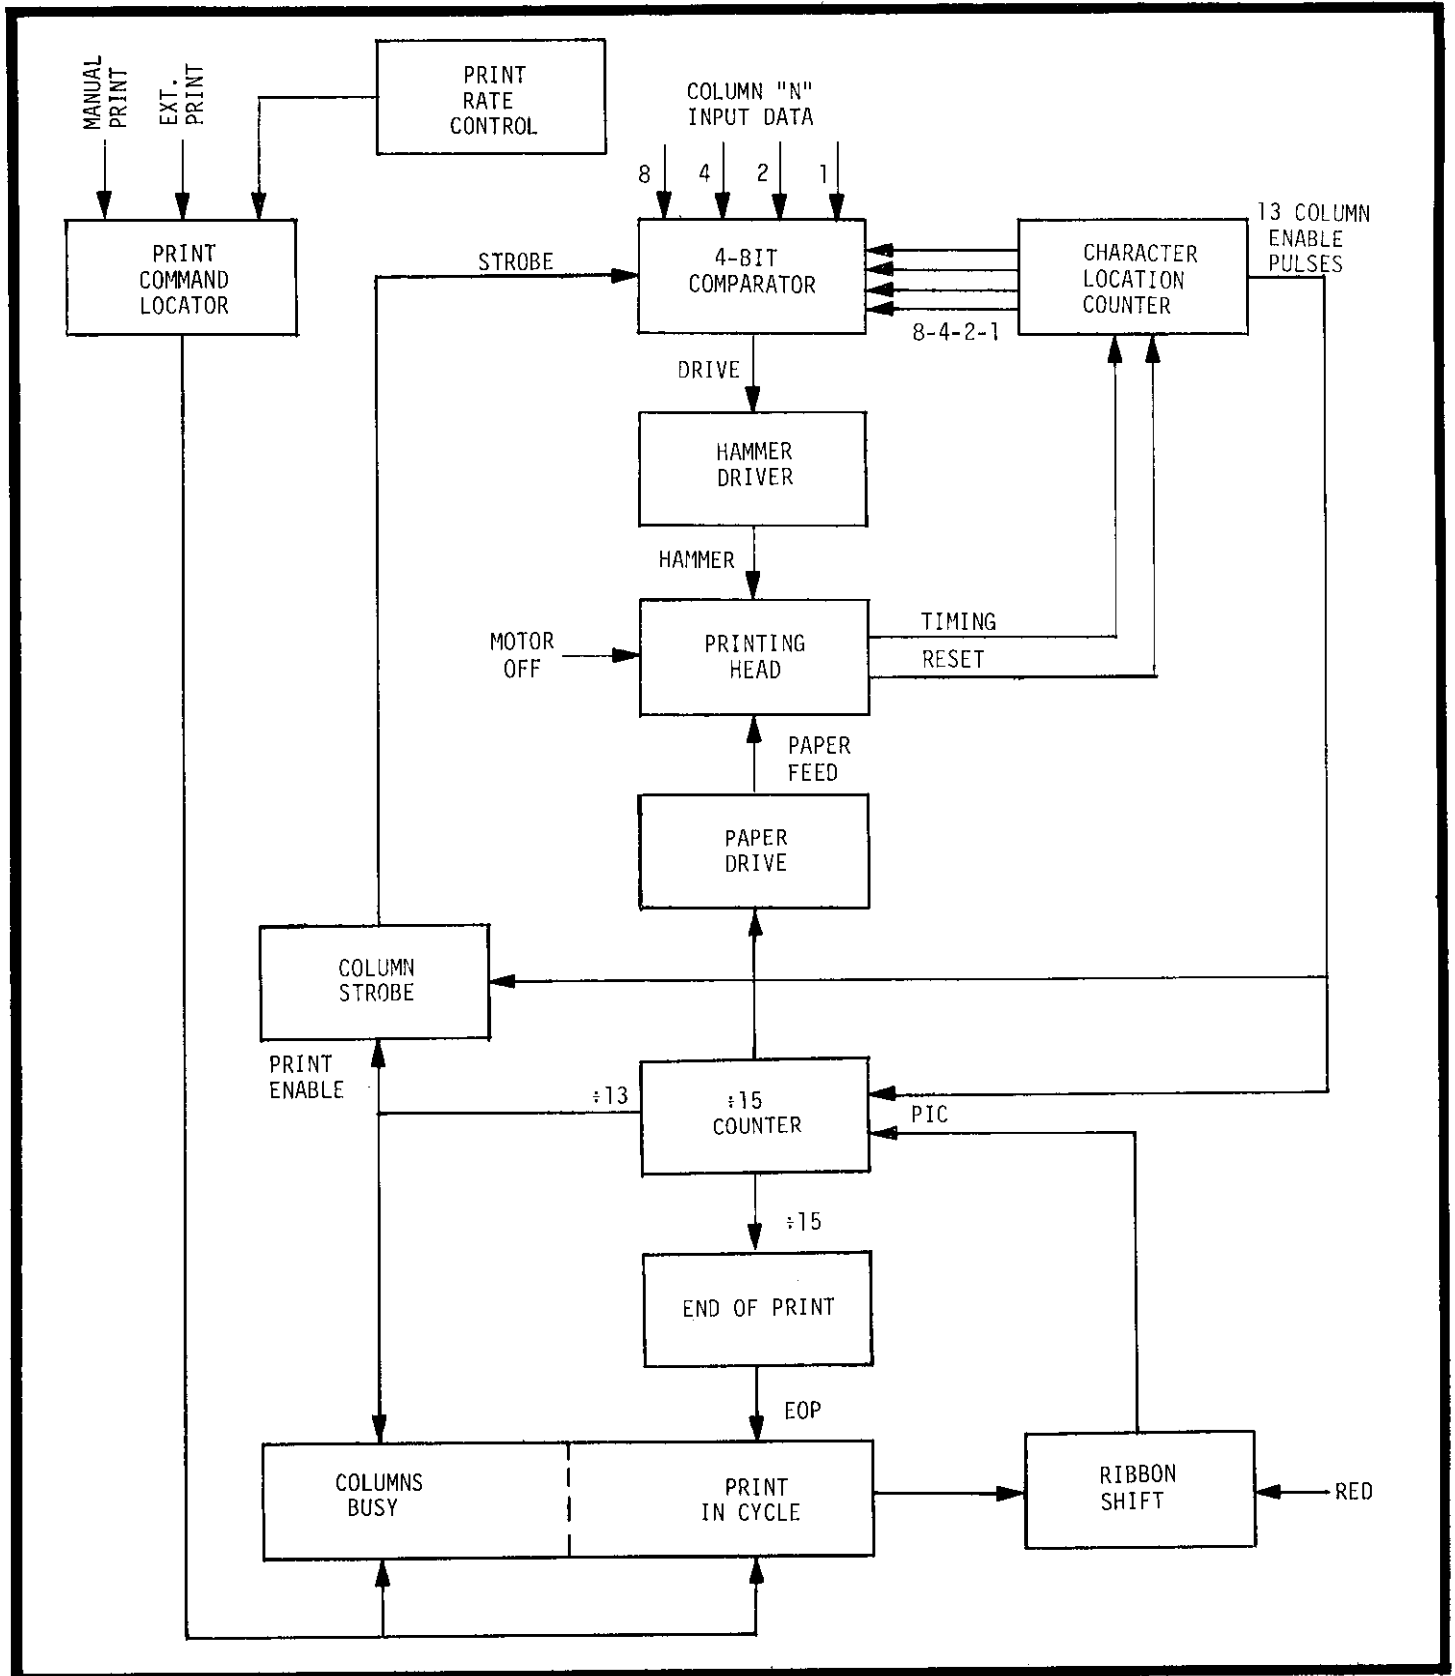 MANUAL
PRINT
EXT.
PRINT
PRINT
RATE
CONTROL
COLUMN "N"
INPUT DATA
8
4
2
1
PRINT
COMMAND
LOCATOR
STROBE
4-BIT
COMPARATOR
CHARACTER
LOCATION
COUNTER
13 COLUMN
ENABLE
PULSES
8-4-2-1
DRIVE
HAMMER
DRIVER
HAMMER
MOTOR
OFF
PRINTING
HEAD
TIMING
RESET
PAPER
FEED
PAPER
DRIVE
COLUMN
STROBE
PRINT
ENABLE
÷13
÷15
COUNTER
PIC
÷15
END OF PRINT
EOP
COLUMNS
BUSY
PRINT
IN CYCLE
RIBBON
SHIFT
RED